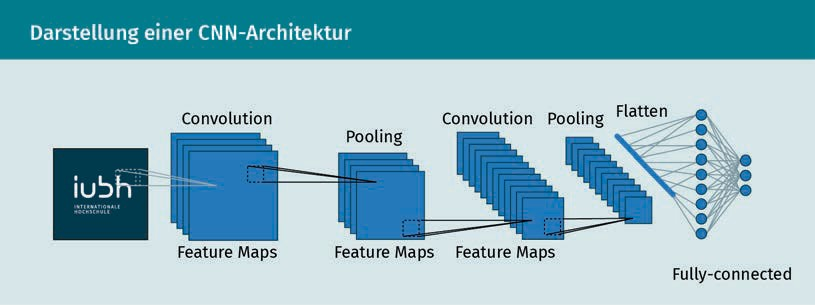 Darstellung einer CNN-Architektur
Convolution
Pooling
Convolution
Pooling
Flatten
iubh
INTERNATIONALE
HOCHSCHULE
Feature Maps
Feature Maps
Feature Maps
Fully-connected